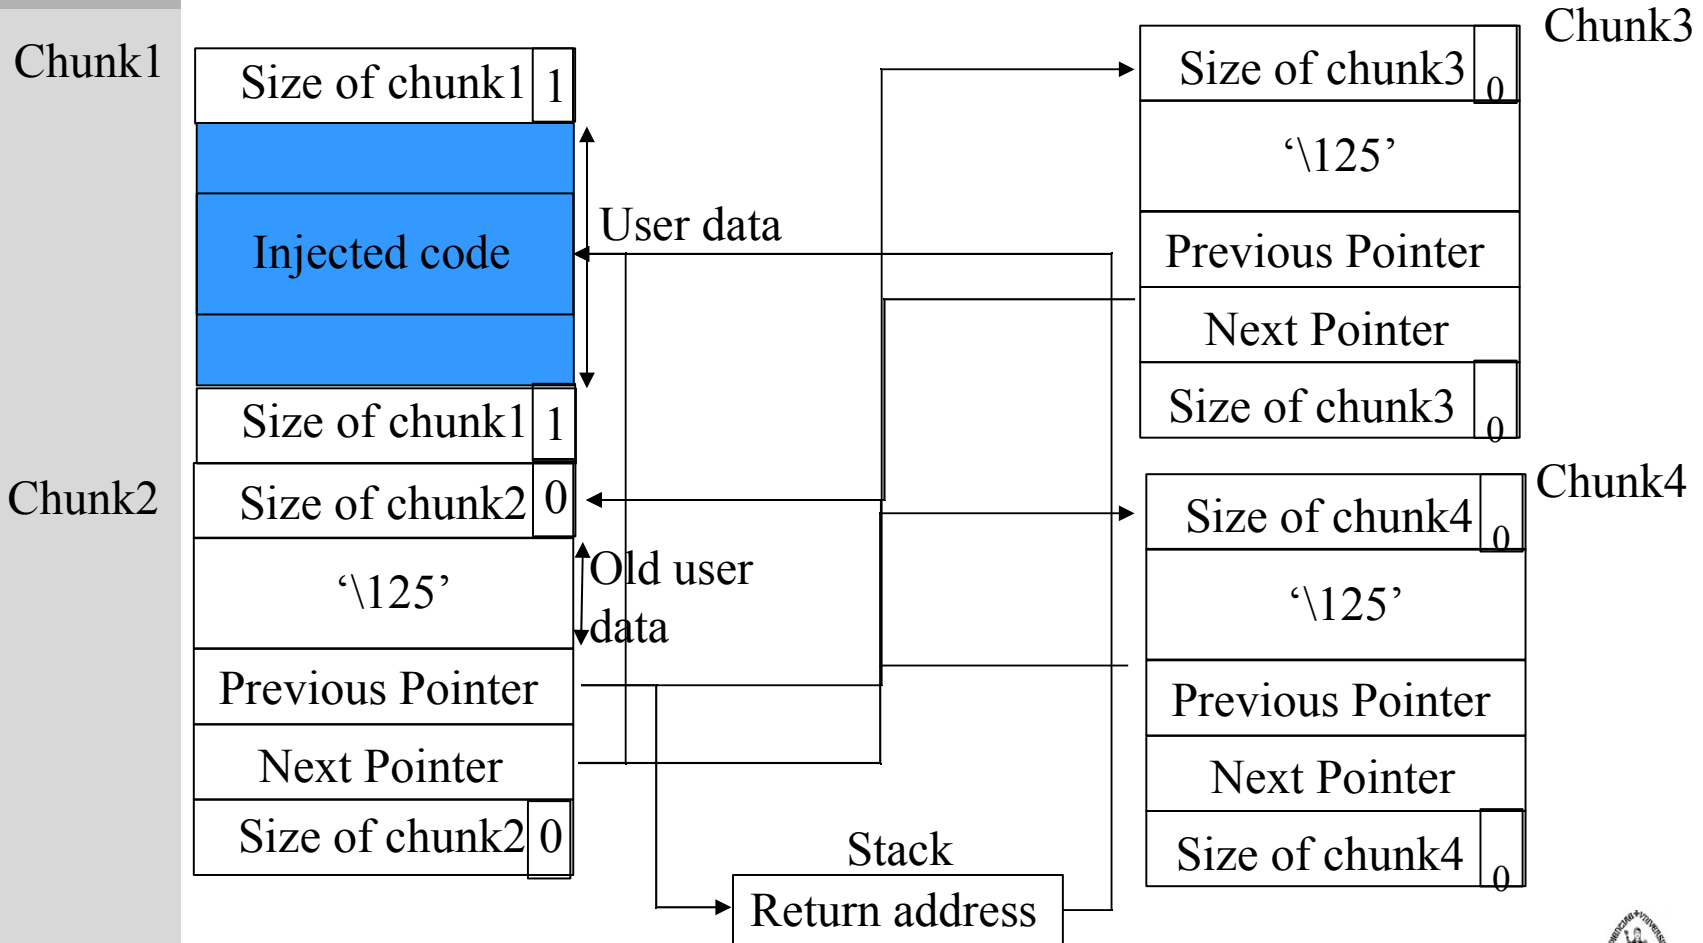 Chunk1
Size of chunk1 1
Injected code
User data
Size of chunk1 1
Chunk2
Size of chunk2 0
‘\125’
Old user
data
Previous Pointer
Next Pointer
Size of chunk2 0
Stack
Return address
Chunk3
Size of chunk3 0
‘\125’
Previous Pointer
Next Pointer
Size of chunk3 0
Chunk4
Size of chunk4 0
‘\125’
Previous Pointer
Next Pointer
Size of chunk4 0